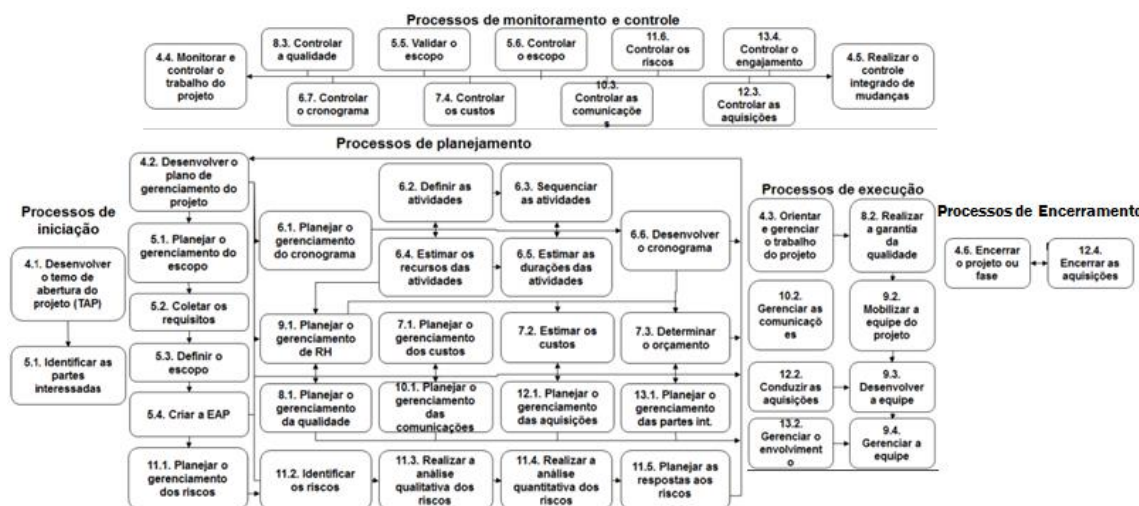 Processos de monitoramento e controle
4.4. Monitorar e
controlar o
trabalho do
projeto
8.3. Controlar
a qualidade
5.5. Validar o
escopo
5.6. Controlar
o escopo
11.6.
Controlar os
riscos
13.4.
Controlar o
engajamento
4.5. Realizar o
controle
integrado de
mudanças
6.7. Controlar
o cronograma
7.4. Controlar
os custos
10.3.
Controlar as
comunicaçõe
s
12.3.
Controlar as
aquisições
Processos de planejamento
4.2. Desenvolver o
plano de
gerenciamento do
projeto
5.1. Planejar o
gerenciamento do
escopo
5.2. Coletar os
requisitos
5.3. Definir o
escopo
5.4. Criar a EAP
11.1. Planejar o
gerenciamento
dos riscos
6.1. Planejar o
gerenciamento
do cronograma
6.2. Definir as
atividades
6.3. Sequenciar
as atividades
6.4. Estimar os
recursos das
atividades
6.5. Estimar as
durações das
atividades
6.6. Desenvolver
o cronograma
9.1. Planejar o
gerenciamento
de RH
7.1. Planejar o
gerenciamento
dos custos
7.2. Estimar os
custos
7.3. Determinar
o orçamento
8.1. Planejar o
gerenciamento
da qualidade
10.1. Planejar o
gerenciamento
das
comunicações
12.1. Planejar o
gerenciamento
das aquisições
13.1. Planejar o
gerenciamento
das partes int.
11.2. Identificar
os riscos
11.3. Realizar a
análise
qualitativa dos
riscos
11.4. Realizar a
análise
quantitativa dos
riscos
11.5. Planejar as
respostas aos
riscos
Processos de
iniciação
4.1. Desenvolver
o temo de
abertura do
projeto (TAP)
5.1. Identificar as
partes
interessadas
Processos de execução
4.3. Orientar
e gerenciar
o trabalho
do projeto
8.2. Realizar
a garantia
da
qualidade
10.2.
Gerenciar as
comunicaçõ
es
9.2.
Mobilizar a
equipe do
projeto
12.2.
Conduzir as
aquisições
9.3.
Desenvolver
a equipe
13.2.
Gerenciar o
envolviment
o
9.4.
Gerenciar a
equipe
Processos de Encerramento
4.6. Encerrar
o projeto ou
fase
12.4.
Encerrar as
aquisições